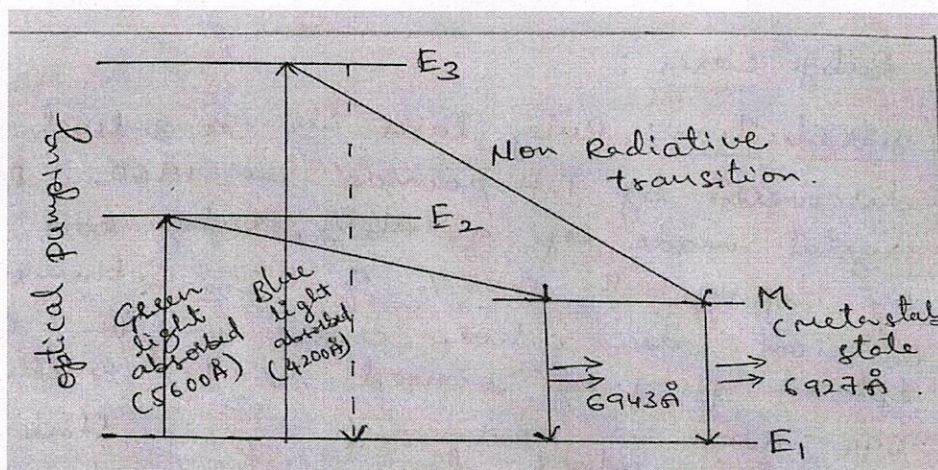 E3
Non Radiative
transition.
optical pumping
E2
Green
light
absorbed
(5600Å)
Blue
light
absorbed
(4200Å)
M
(metastable
state
6943Å
6927Å.
E1